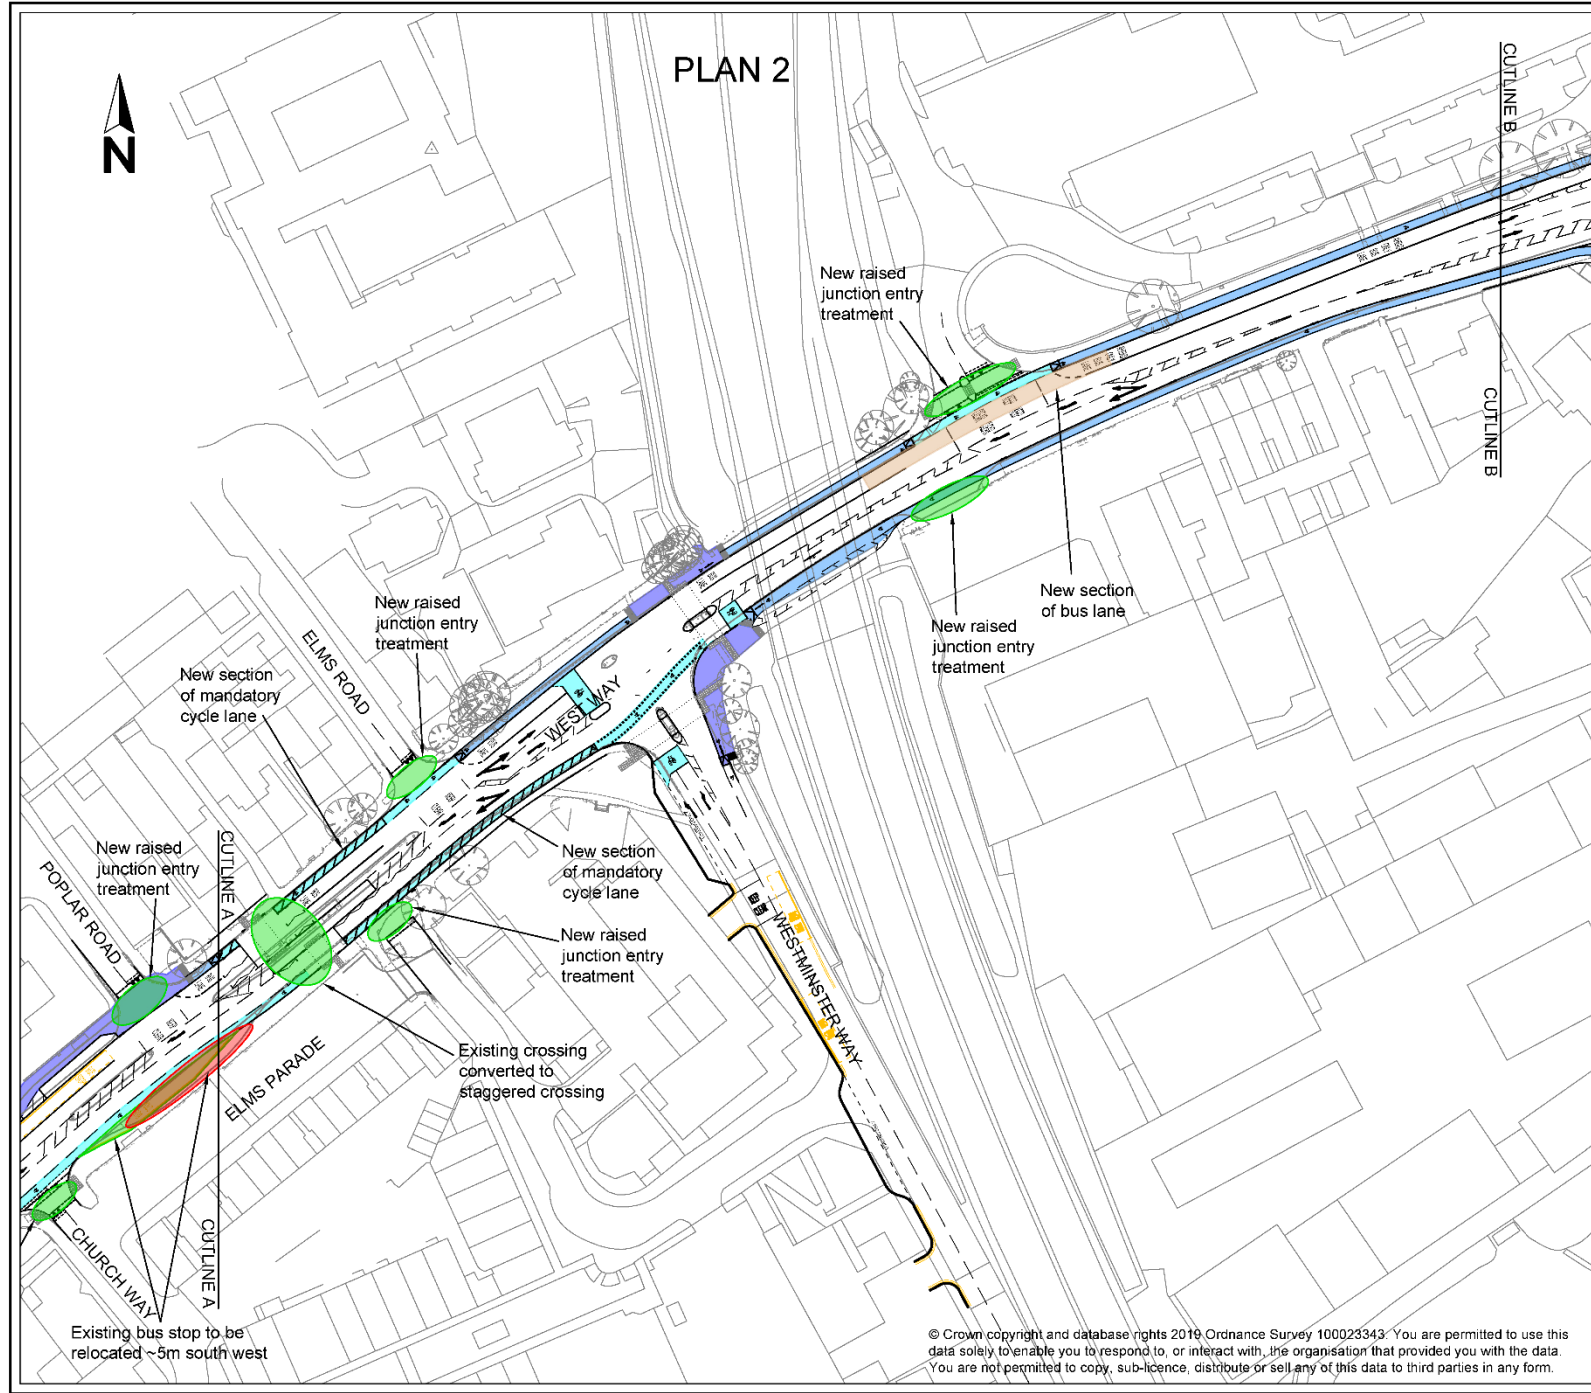 PLAN 2
N
CUTLINE B
CUTLINE B
New raised
junction entry
treatment
New section
of bus lane
New raised
junction entry
treatment
New raised
junction entry
treatment
ELMS ROAD
New section
of mandatory
cycle lane
WEST WAY
New raised
junction entry
treatment
POPLAR ROAD
CUTLINE A
New section
of mandatory
cycle lane
New raised
junction entry
treatment
WESTMINSTER WAY
Existing crossing
converted to
staggered crossing
ELMS PARADE
CHURCH WAY
CUTLINE A
Existing bus stop to be
relocated ~5m south west
© Crown copyright and database rights 2019 Ordnance Survey 100023343. You are permitted to use this
data solely to enable you to respond to, or interact with, the organisation that provided you with the data.
You are not permitted to copy, sub-licence, distribute or sell any of this data to third parties in any form.